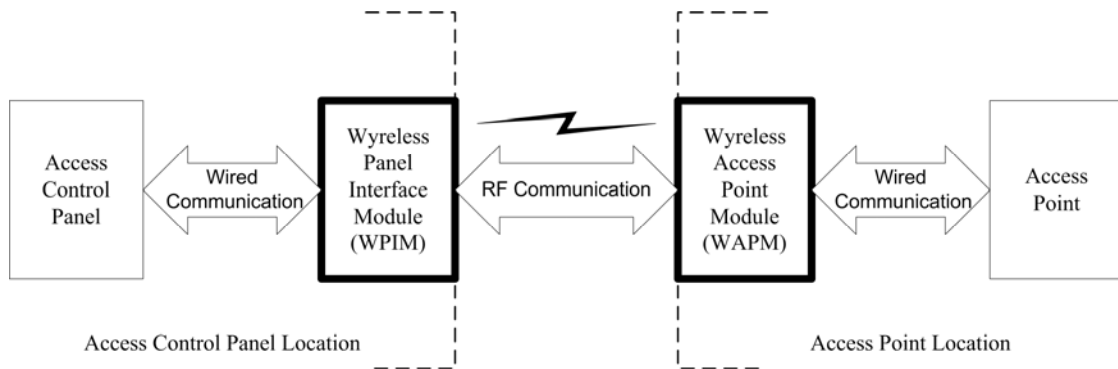 Access
Control
Panel
Wired
Communication
Wyreless
Panel
Interface
Module
(WPIM)
RF Communication
Wyreless
Access
Point
Module
(WAPM)
Wired
Communication
Access
Point
Access Control Panel Location
Access Point Location